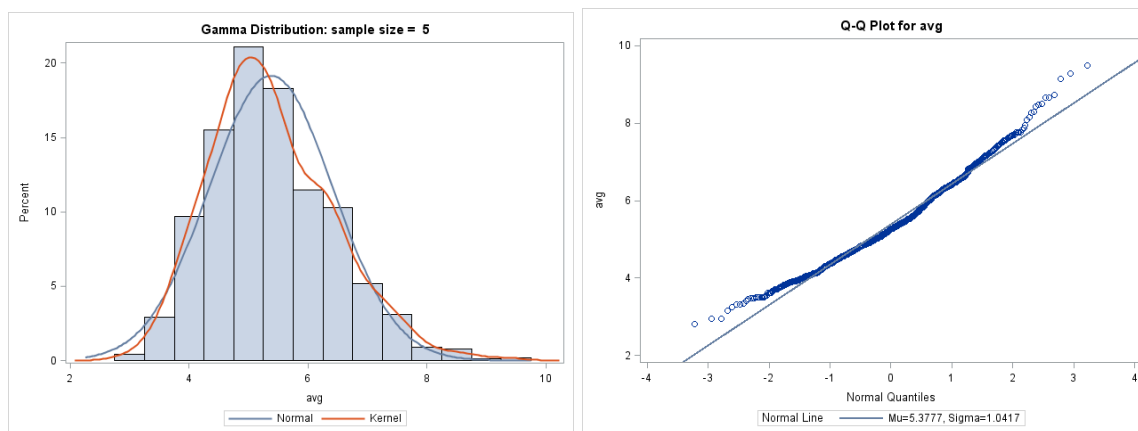 Gamma Distribution: sample size = 5
20
15
10
5
0
Percent
2 4 6 8 10
avg
Normal Kernel
Q-Q Plot for avg
10
8
6
4
2
avg
-4 -3 -2 -1 0 1 2 3 4
Normal Quantiles
Normal Line Mu=5.3777, Sigma=1.0417